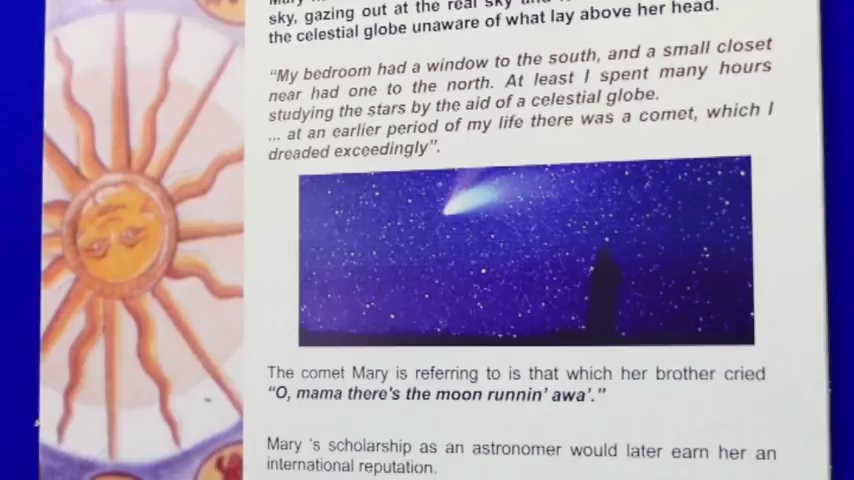 sky, gazing out at the real sky and
the celestial globe unaware of what lay above her head.
“My bedroom had a window to the south, and a small closet
near had one to the north. At least I spent many hours
studying the stars by the aid of a celestial globe.
... at an earlier period of my life there was a comet, which I
dreaded exceedingly”.
The comet Mary is referring to is that which her brother cried
“O, mama there's the moon runnin’ awa’.”
Mary ‘s scholarship as an astronomer would later earn her an
international reputation.